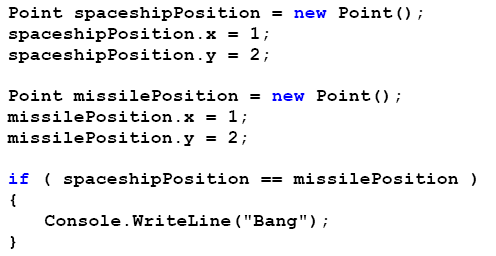 Point spaceshipPosition = new Point();
spaceshipPosition.x = 1;
spaceshipPosition.y = 2;

Point missilePosition = new Point();
missilePosition.x = 1;
missilePosition.y = 2;

if ( spaceshipPosition == missilePosition )
{
    Console.WriteLine("Bang");
}